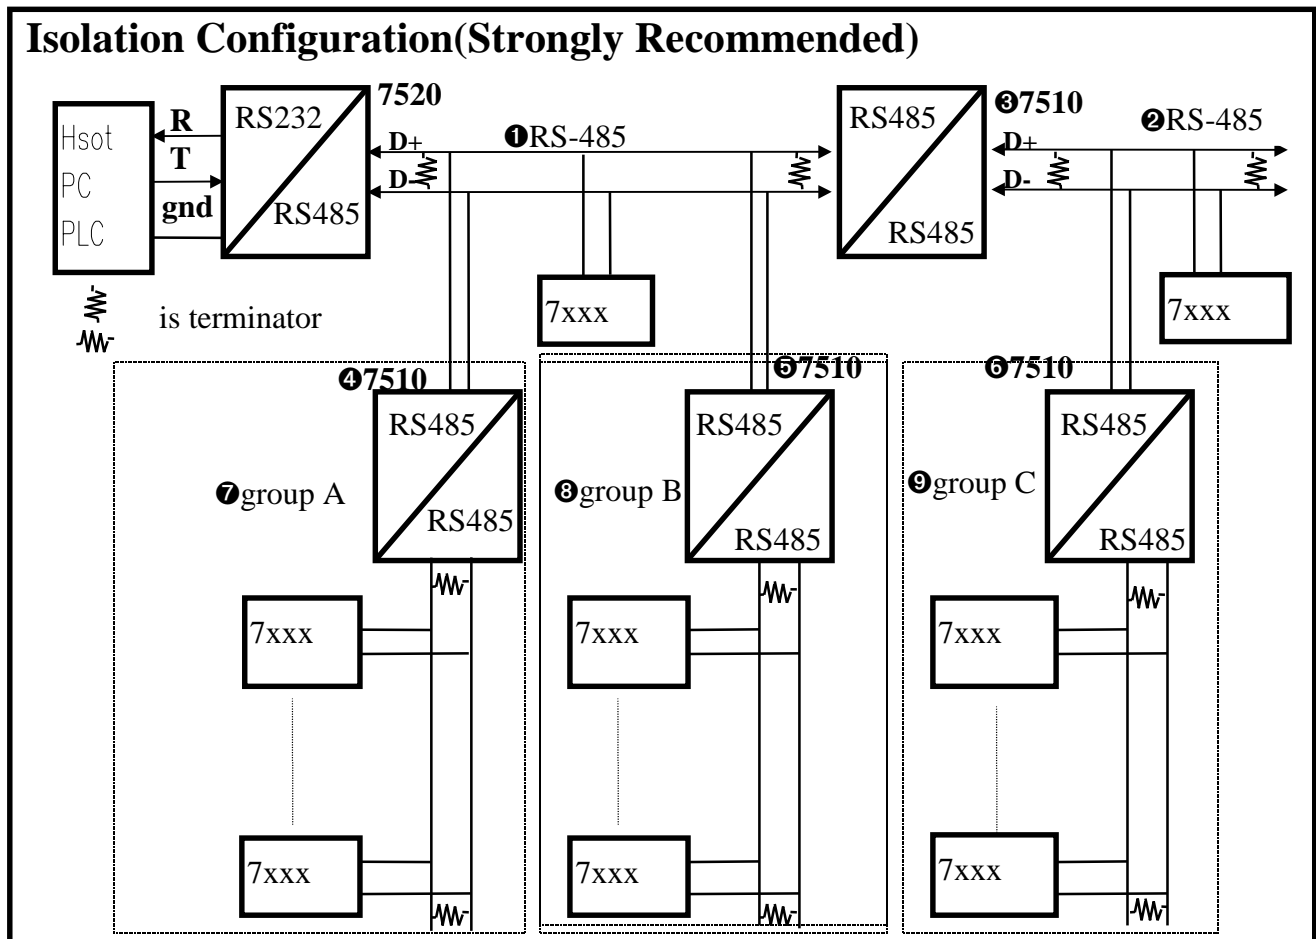 Isolation Configuration(Strongly Recommended)
Hsot
PC
PLC
R
T
gnd
RS232
RS485
7520
D+
D-
❶RS-485
RS485
RS485
❸7510
D+
D-
❷RS-485
7xxx
7xxx
is terminator
❹7510
RS485
RS485
❼group A
7xxx
7xxx
❺7510
RS485
RS485
❽group B
7xxx
7xxx
❻7510
RS485
RS485
❾group C
7xxx
7xxx